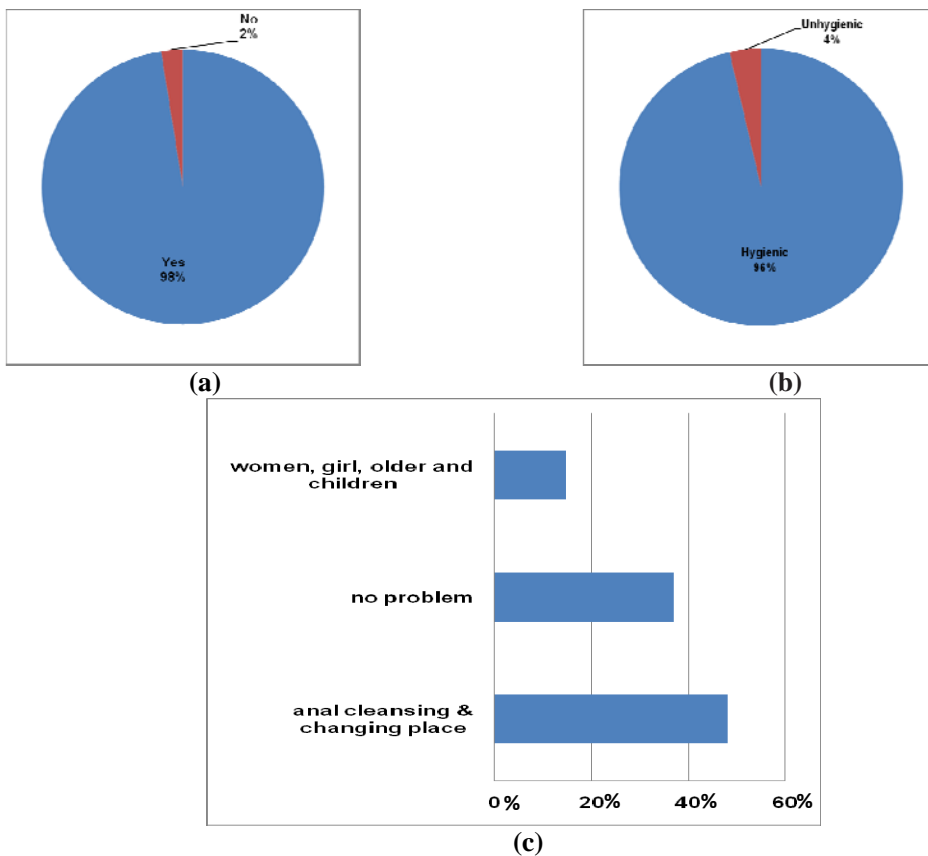 No
2%
Yes
98%
(a)
Unhygienic
4%
Hygienic
96%
(b)
women, girl, older and
children
no problem
anal cleansing &
changing place
0% 20% 40% 60%
(c)